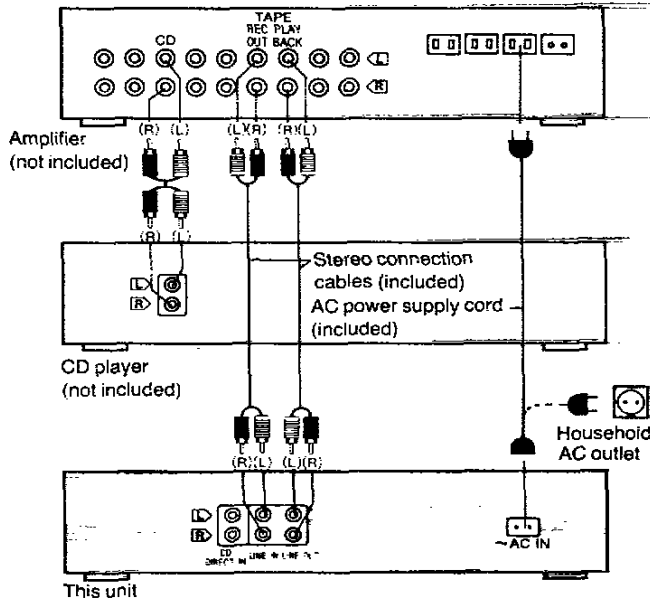 TAPE
REC PLAY
CD OUT BACK
L
R
Amplifier
(not included)
(R) (L) (L)(R) (R)(L)
(R) (L)
Stereo connection
cables (included)
L
R
AC power supply cord
(included)
CD player
(not included)
Household
AC outlet
(R)(L) (L)(R)
L
R
CD
DIRECT IN
LINE IN LINE OUT
~AC IN
This unit